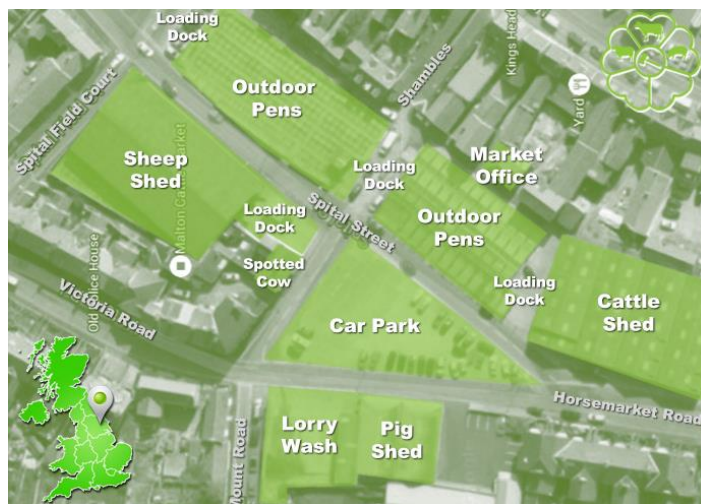 Loading
Dock
Outdoor
Pens
Shambles
Kings Head
Yard
Spital Field Court
Sheep
Shed
Malton Cattle Market
Loading
Dock
Market
Office
Loading
Dock
Spital Street
Outdoor
Pens
Spotted
Cow
Old Police House
Victoria Road
Loading
Dock
Cattle
Shed
Car Park
Horsemarket Road
Lorry
Wash
Pig
Shed
Mount Road